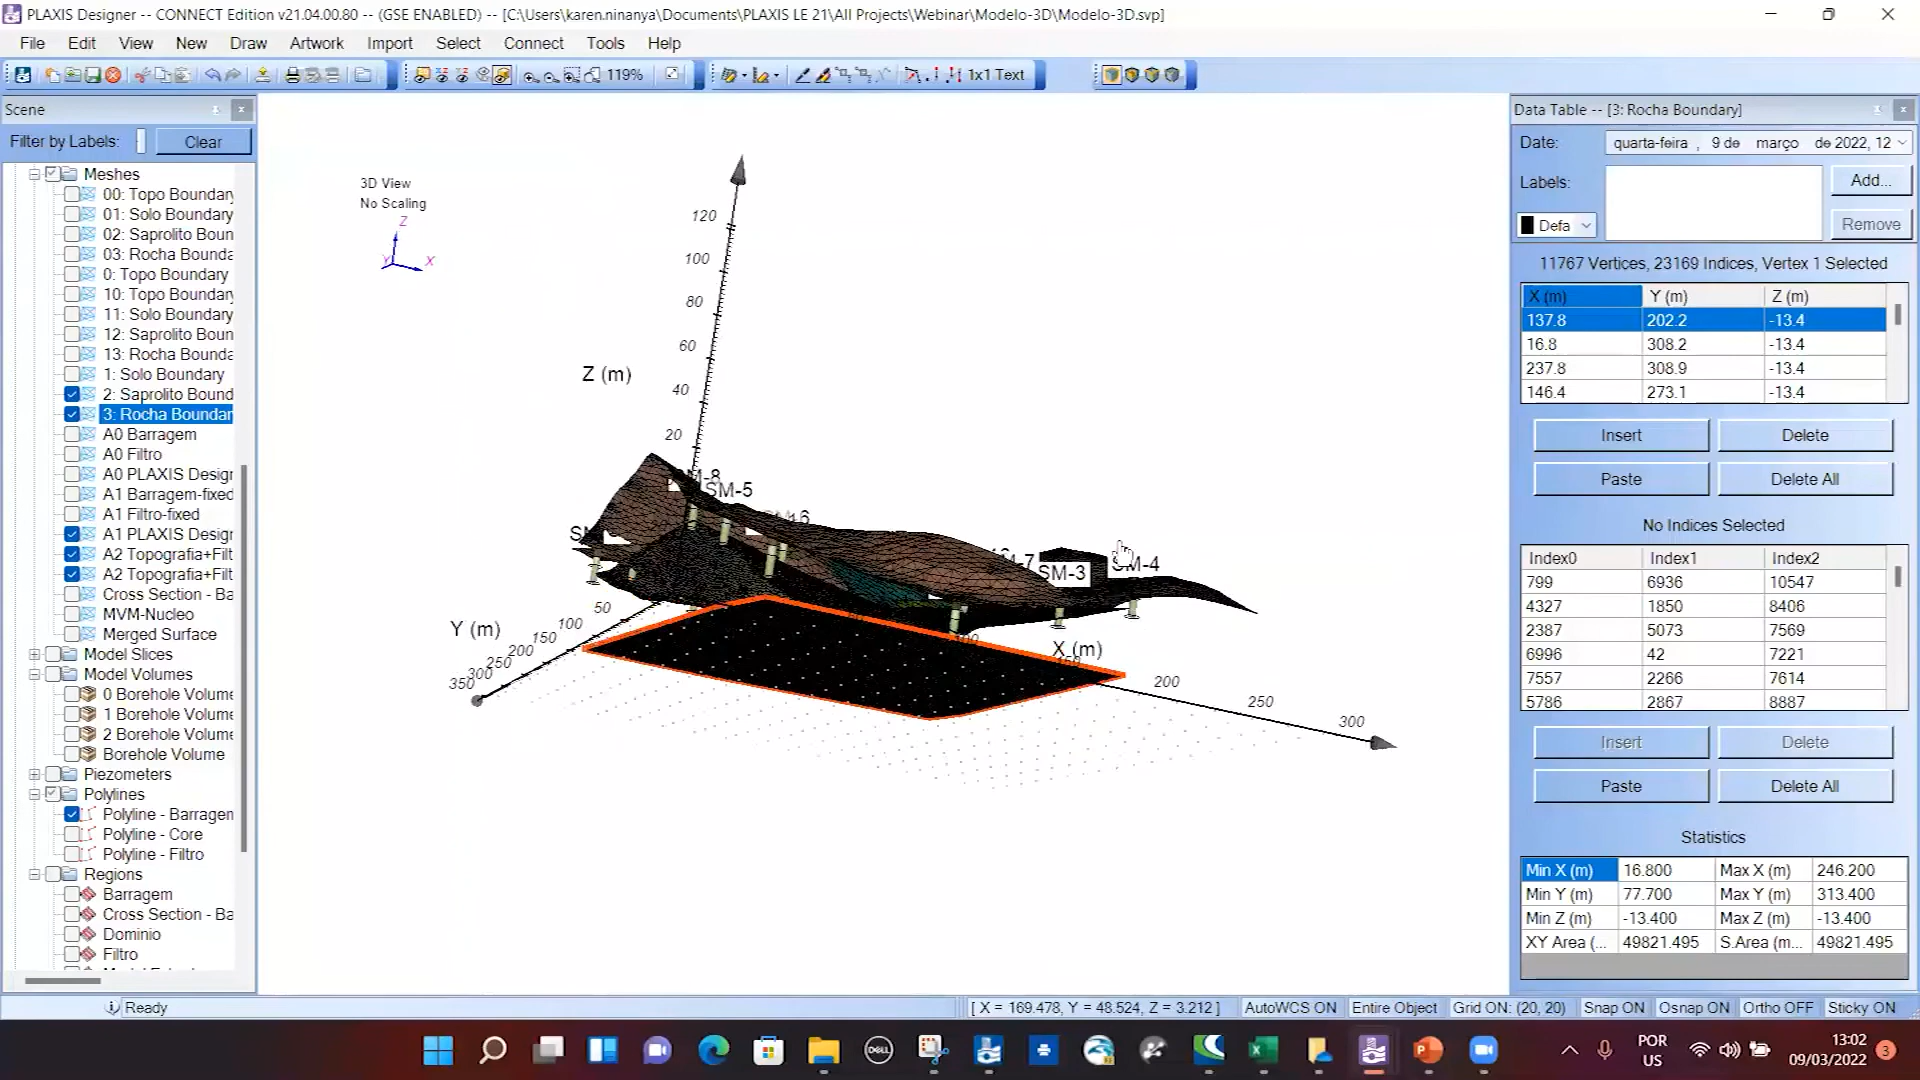 PLAXIS Designer -- CONNECT Edition v21.04.00.80 -- (GSE ENABLED) -- [C:\Users\karen.ninanya\Documents\PLAXIS LE 21\All Projects\Webinar\Modelo-3D\Modelo-3D.svp]
File Edit View New Draw Artwork Import Select Connect Tools Help
119% 1x1 Text
Scene
Filter by Labels: Clear
Meshes
00: Topo Boundary
01: Solo Boundary
02: Saprolito Boun
03: Rocha Bounda
0: Topo Boundary
10: Topo Boundary
11: Solo Boundary
12: Saprolito Boun
13: Rocha Bounda
1: Solo Boundary
2: Saprolito Bound
3: Rocha Boundar
A0 Barragem
A0 Filtro
A0 PLAXIS Design
A1 Barragem-fixed
A1 Filtro-fixed
A1 PLAXIS Design
A2 Topografia+Filt
A2 Topografia+Filt
Cross Section - Ba
MVM-Nucleo
Merged Surface
Model Slices
Model Volumes
0 Borehole Volume
1 Borehole Volume
2 Borehole Volume
Borehole Volume
Piezometers
Polylines
Polyline - Barragem
Polyline - Core
Polyline - Filtro
Regions
Barragem
Cross Section - Ba
Dominio
Filtro
3D View
No Scaling
Z
Y X
120
100
80
60
40
20
Z (m)
SM-8
SM-5
SM-3
SM-4
Y (m)
50
100
150
200
250
300
350
X (m)
200
250
300
Data Table -- [3: Rocha Boundary]
Date: quarta-feira , 9 de março de 2022, 12
Labels: Add...
Defa Remove
11767 Vertices, 23169 Indices, Vertex 1 Selected
X (m) Y (m) Z (m)
137.8 202.2 -13.4
16.8 308.2 -13.4
237.8 308.9 -13.4
146.4 273.1 -13.4
Insert Delete
Paste Delete All
No Indices Selected
Index0 Index1 Index2
799 6936 10547
4327 1850 8406
2387 5073 7569
6996 42 7221
7557 2266 7614
5786 2867 8887
Insert Delete
Paste Delete All
Statistics
Min X (m) 16.800 Max X (m) 246.200
Min Y (m) 77.700 Max Y (m) 313.400
Min Z (m) -13.400 Max Z (m) -13.400
XY Area (... 49821.495 S.Area (m... 49821.495
Ready [ X = 169.478, Y = 48.524, Z = 3.212 ] AutoWCS ON Entire Object Grid ON: (20, 20) Snap ON Osnap ON Ortho OFF Sticky ON
DELL
POR
US
13:02
09/03/2022
3